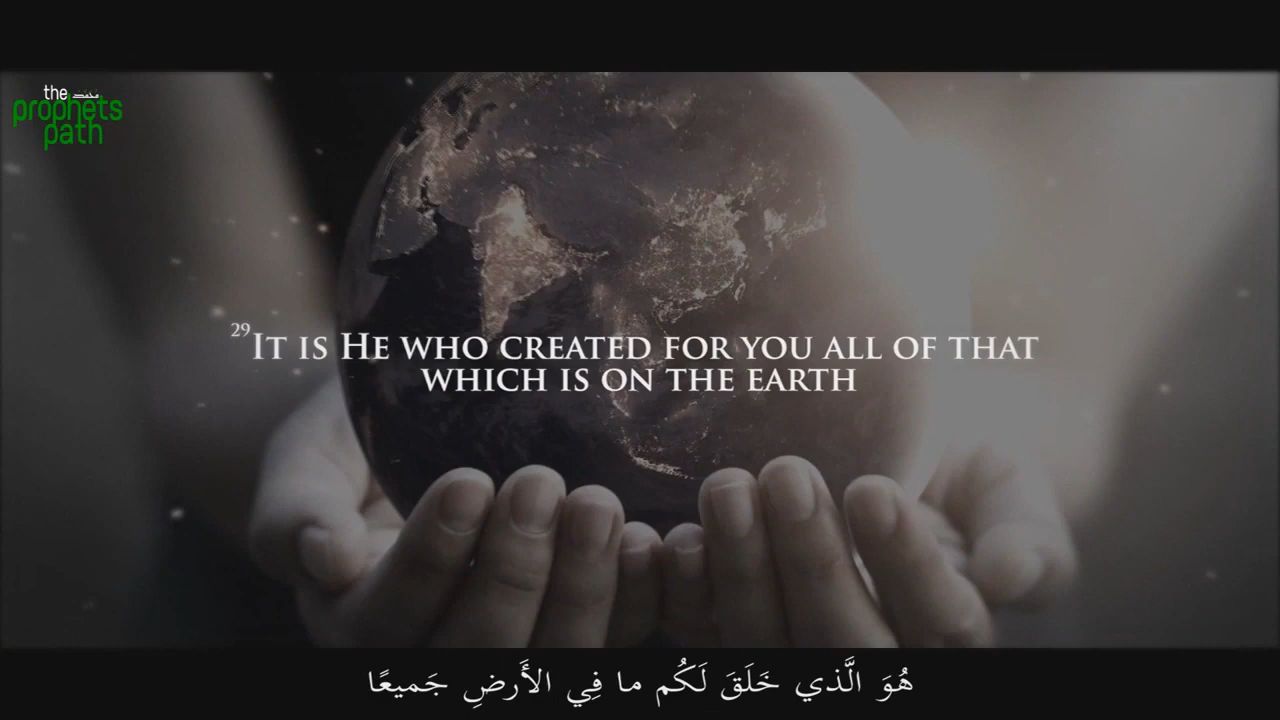 the محمد
prophets
path
29 It is He who created for you all of that
which is on the earth
هُوَ الَّذي خَلَقَ لَكُم ما فِي الأَرضِ جَميعًا